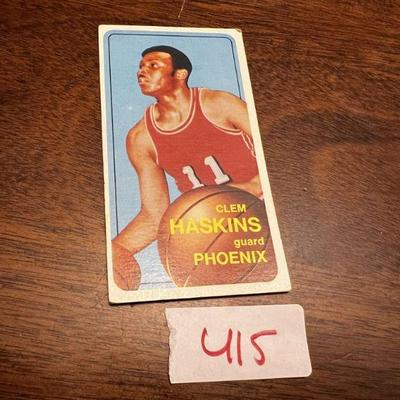 11
CLEM
HASKINS
guard
PHOENIX
415